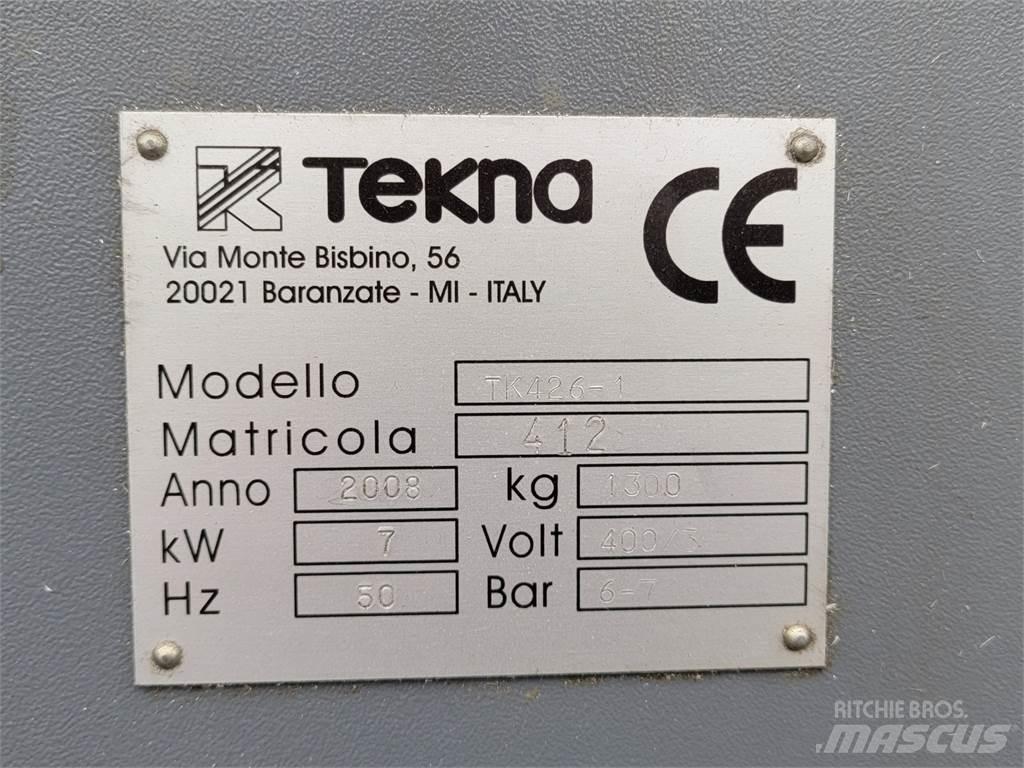 TK Tekna CE
Via Monte Bisbino, 56
20021 Baranzate - MI - ITALY
Modello TK426-1
Matricola 412
Anno 2008 kg 1300
kW 7 Volt 400/3
Hz 50 Bar 6-7
RITCHIE BROS.
MASCUS